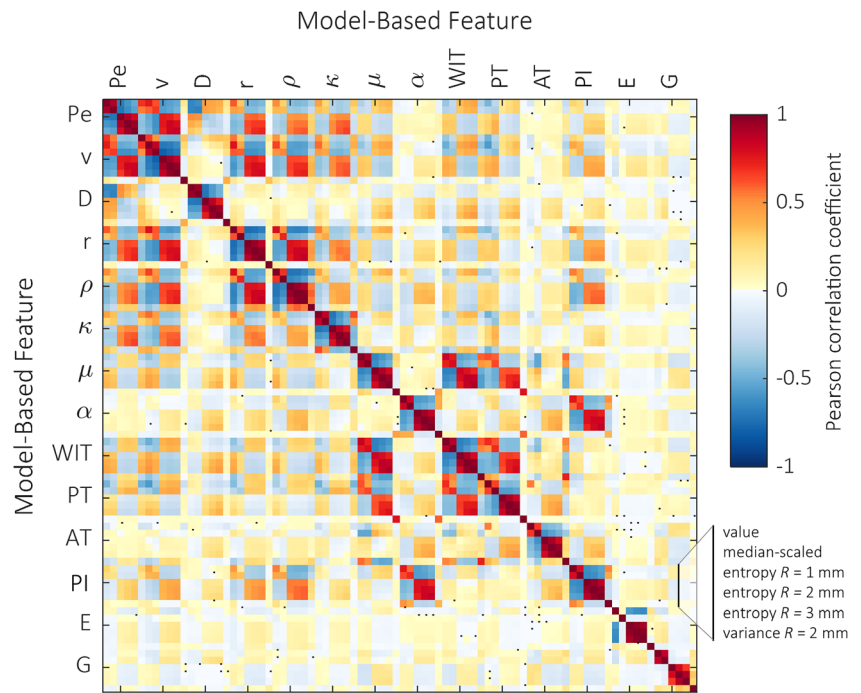 Model-Based Feature
Pe v D r ρ κ μ α WIT PT AT PI E G
Model-Based Feature
Pe
v
D
r
ρ
κ
μ
α
WIT
PT
AT
PI
E
G
1
0.5
0
-0.5
-1
Pearson correlation coefficient
value
median-scaled
entropy R = 1 mm
entropy R = 2 mm
entropy R = 3 mm
variance R = 2 mm